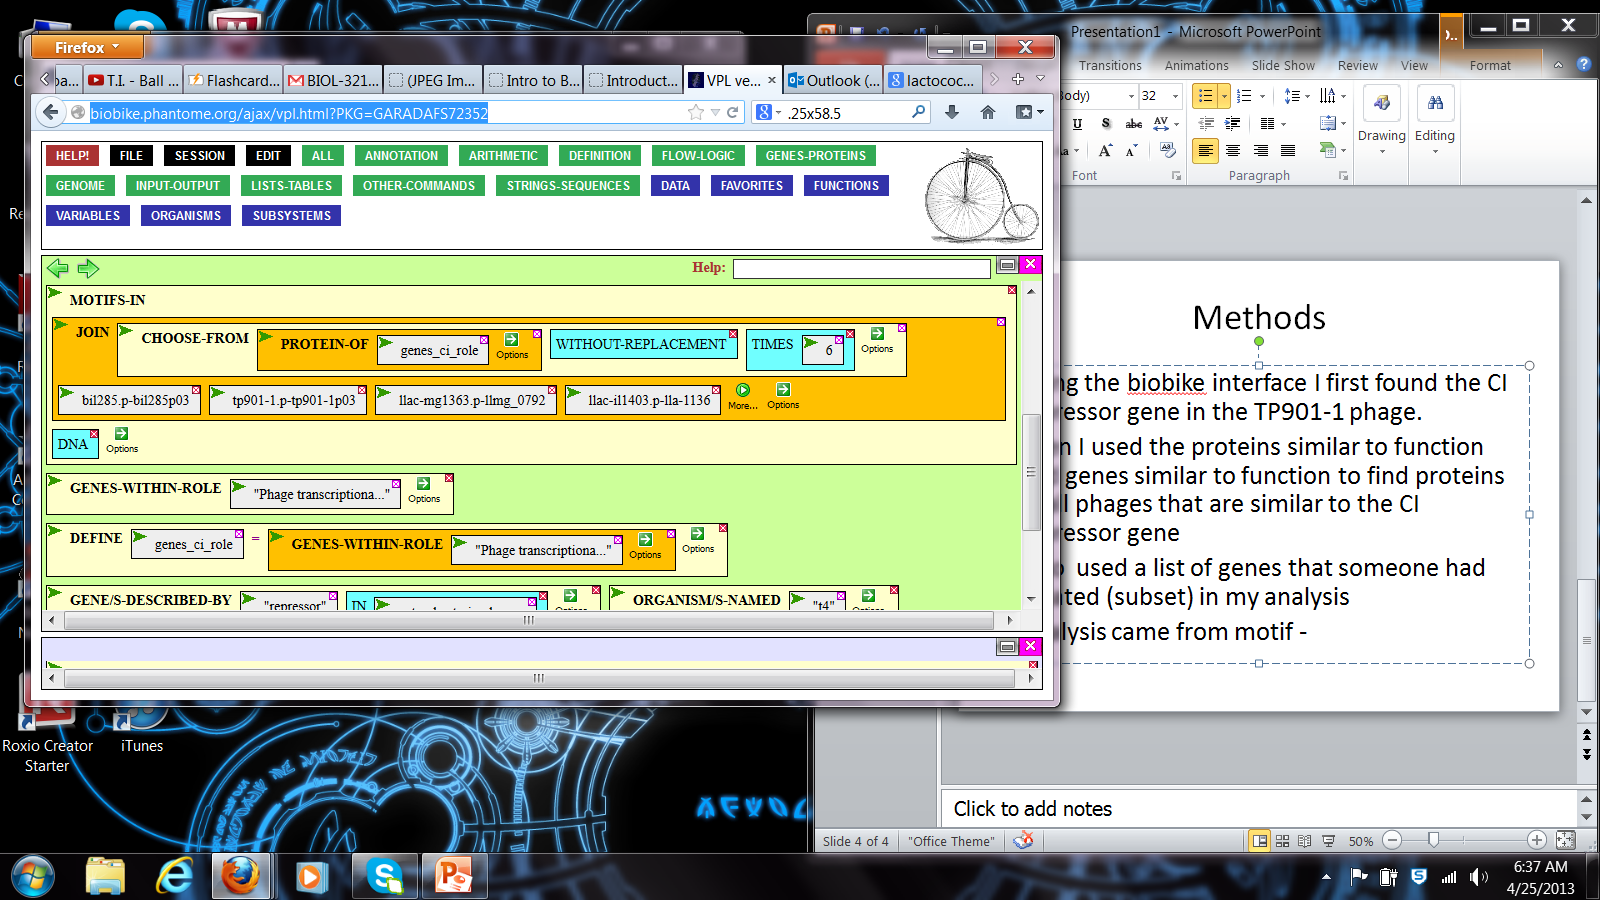 Firefox
Presentation1 - Microsoft PowerPoint
T.I. - Ball ...
Flashcard...
BIOL-321...
(JPEG Im...
Intro to B...
Introduct...
VPL ve...
Outlook (...
lactococ...
biobike.phantome.org/ajax/vpl.html?PKG=GARADAFS72352
.25x58.5
HELP! FILE SESSION EDIT ALL ANNOTATION ARITHMETIC DEFINITION FLOW-LOGIC GENES-PROTEINS
GENOME INPUT-OUTPUT LISTS-TABLES OTHER-COMMANDS STRINGS-SEQUENCES DATA FAVORITES FUNCTIONS
VARIABLES ORGANISMS SUBSYSTEMS
Help:
MOTIFS-IN
JOIN CHOOSE-FROM PROTEIN-OF genes_ci_role Options WITHOUT-REPLACEMENT TIMES 6 Options
bil285.p-bil285p03 tp901-1.p-tp901-1p03 llac-mg1363.p-llmg_0792 llac-il1403.p-lla-1136 More... Options
DNA Options
GENES-WITHIN-ROLE "Phage transcriptiona..." Options
DEFINE genes_ci_role = GENES-WITHIN-ROLE "Phage transcriptiona..." Options Options
GENE/S-DESCRIBED-BY "repressor" IN ORGANISM/S-NAMED "t4"
Transitions Animations Slide Show Review View Format
Body) 32
U S abc AV
Aa A A
Drawing Editing
Font Paragraph
Methods
ng the biobike interface I first found the CI
ressor gene in the TP901-1 phage.
n I used the proteins similar to function
genes similar to function to find proteins
l phages that are similar to the CI
ressor gene
used a list of genes that someone had
ted (subset) in my analysis
lysis came from motif -
Click to add notes
Slide 4 of 4 "Office Theme" 50%
Roxio Creator
Starter
iTunes
6:37 AM
4/25/2013